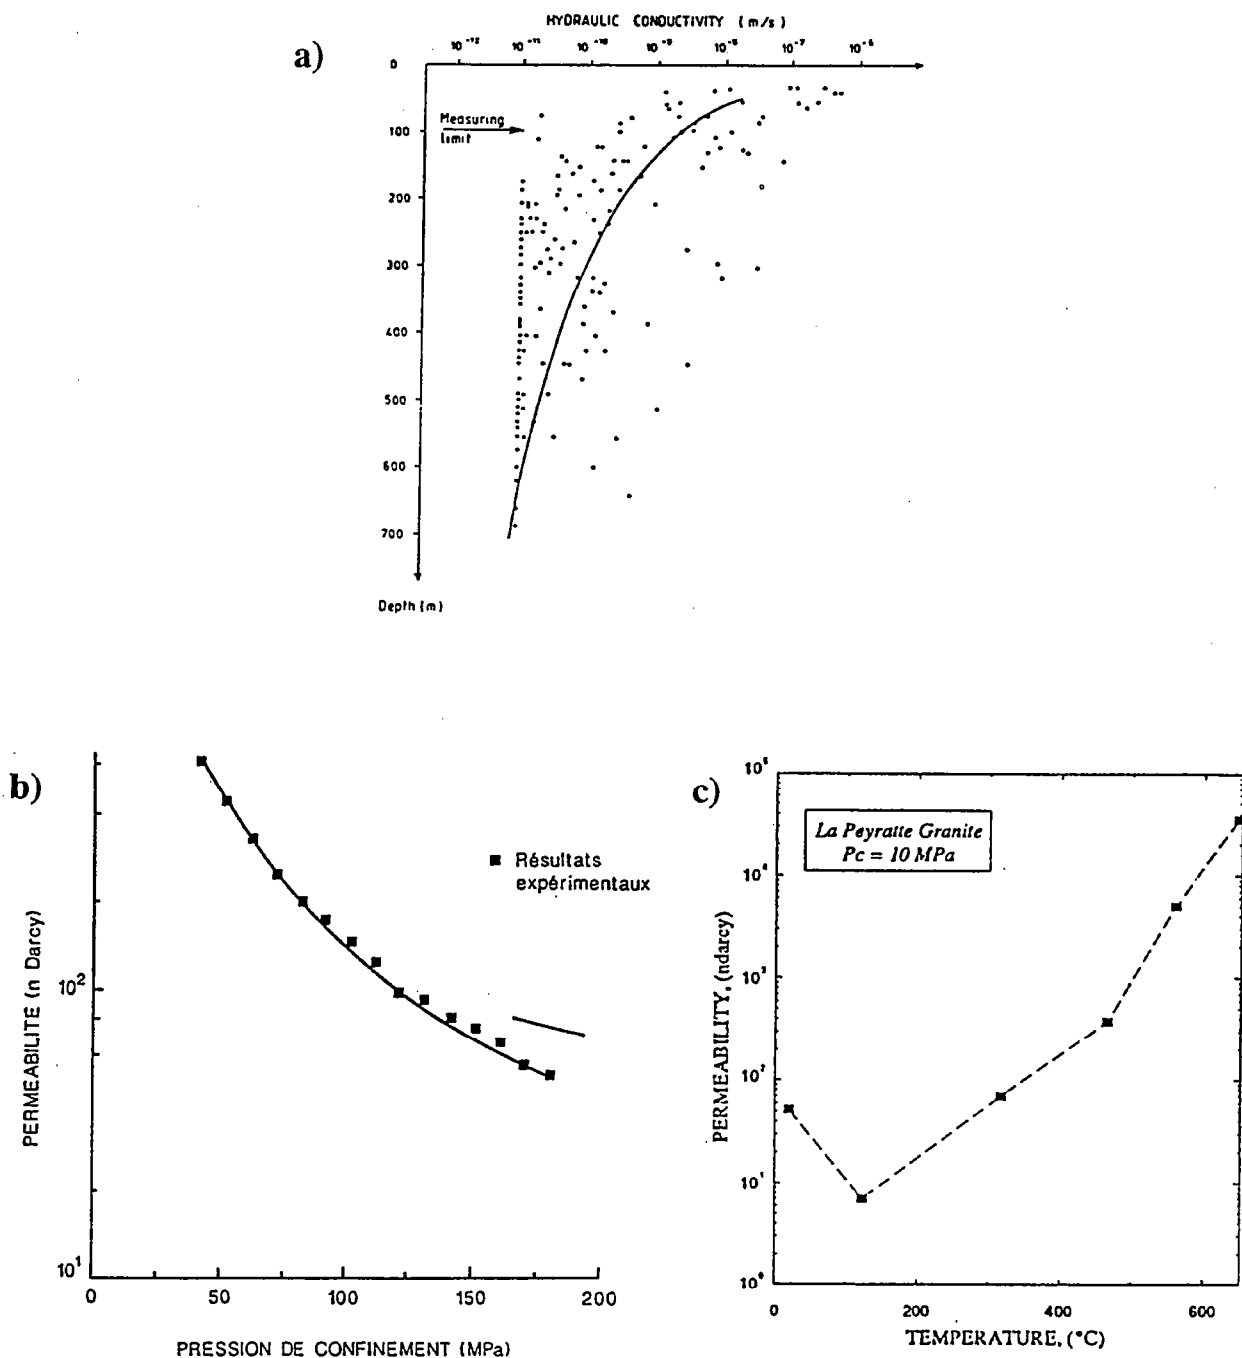 a)
HYDRAULIC CONDUCTIVITY (m/s)
10⁻¹² 10⁻¹¹ 10⁻¹⁰ 10⁻⁹ 10⁻⁸ 10⁻⁷ 10⁻⁶
0
Measuring
limit
100
200
300
400
500
600
700
Depth (m)
b)
PERMEABILITE (n Darcy)
10²
10¹
■ Résultats
expérimentaux
0 50 100 150 200
PRESSION DE CONFINEMENT (MPa)
c)
PERMEABILITY, (ndarcy)
10⁵
10⁴
10³
10²
10¹
10⁰
La Peyratte Granite
Pc = 10 MPa
0 200 400 600
TEMPERATURE, (°C)